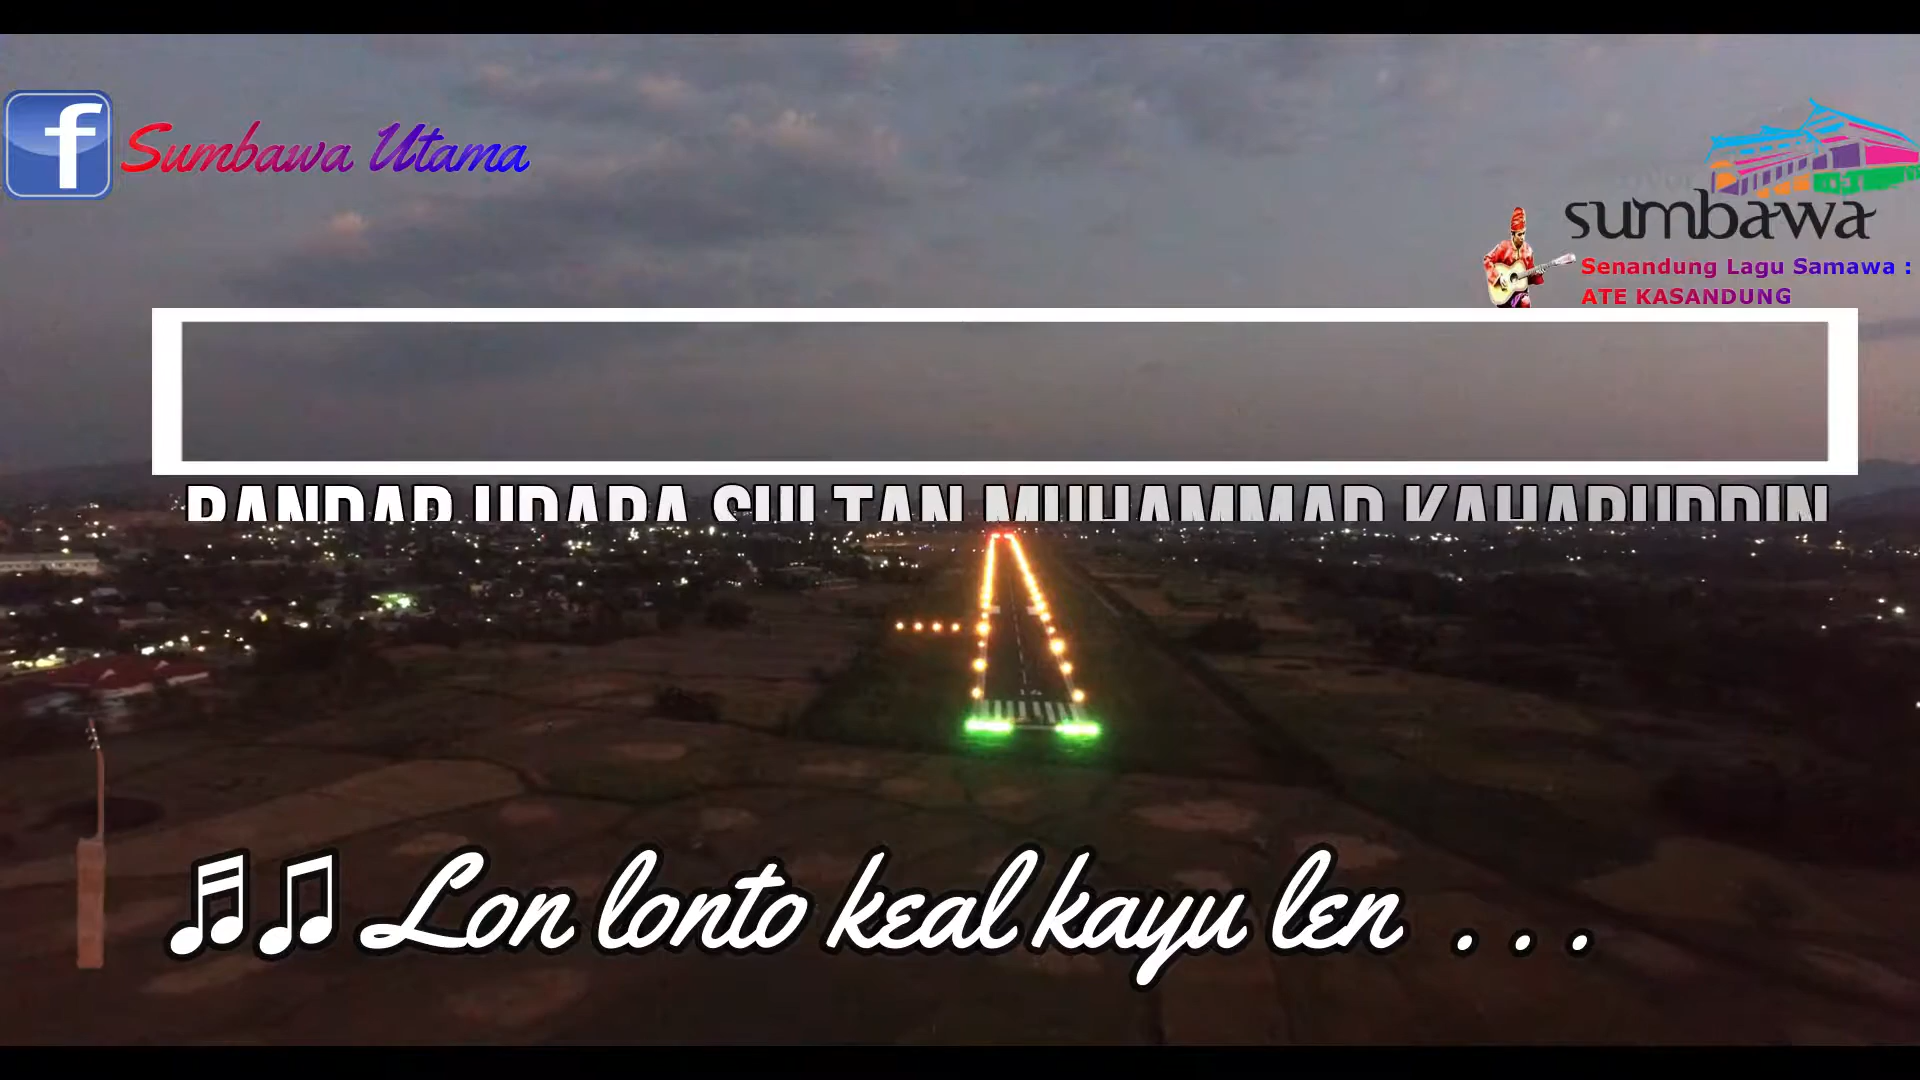 f Sumbawa Utama
sumbawa
Senandung Lagu Samawa :
ATE KASANDUNG
BANDAR UDARA SULTAN MUHAMMAD KAHARUDDIN
♫♫ Lon lonto keal kayu len . . .